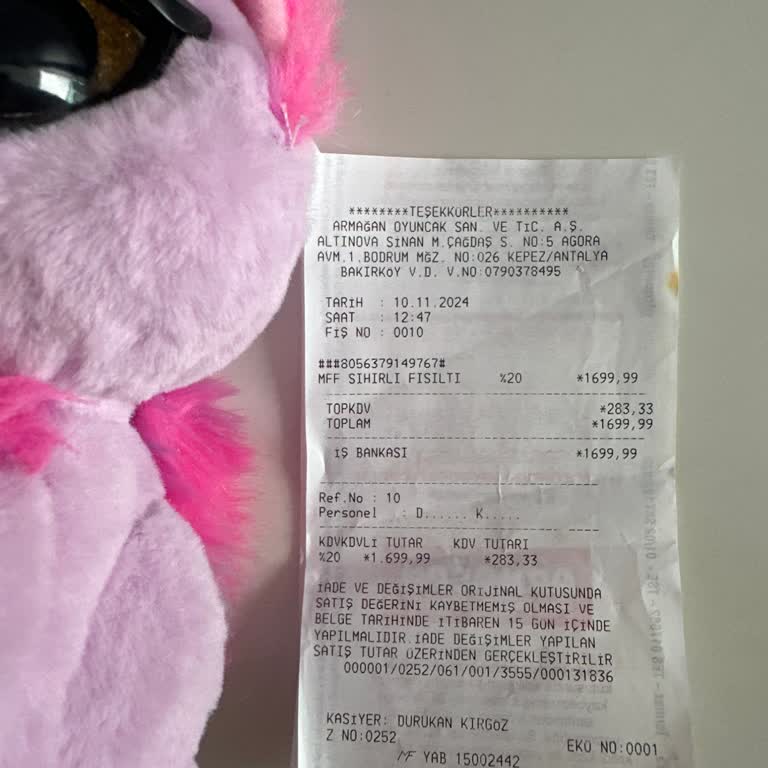 ********TEŞEKKÜRLER**********
ARMAĞAN OYUNCAK SAN. VE TİC. A.Ş.
ALTINOVA SİNAN M.ÇAĞDAŞ S. NO:5 AGORA
AVM.1.BODRUM MĞZ. NO:026 KEPEZ/ANTALYA
BAKIRKÖY V.D. V.NO:0790378495
TARİH : 10.11.2024
SAAT : 12:47
FİŞ NO : 0010
###8056379149767#
MFF SIHIRLI FISILTI %20 *1699,99
TOPKDV *283,33
TOPLAM *1699,99
İŞ BANKASI *1699,99
Ref.No : 10
Personel : D...... K.....
KDVKDVLİ TUTAR KDV TUTARI
%20 *1.699,99 *283,33
İADE VE DEĞİŞİMLER ORİJİNAL KUTUSUNDA
SATIŞ DEĞERİNİ KAYBETMEMİŞ OLMASI VE
BELGE TARİHİNDE İTİBAREN 15 GÜN İÇİNDE
YAPILMALIDIR.İADE DEĞİŞİMLER YAPILAN
SATIŞ TUTAR ÜZERİNDEN GERÇEKLEŞTİRİLİR
000001/0252/061/001/3555/000131836
KASİYER: DURUKAN KIRGÖZ
Z NO:0252 EKÜ NO:0001
MF YAB 15002442